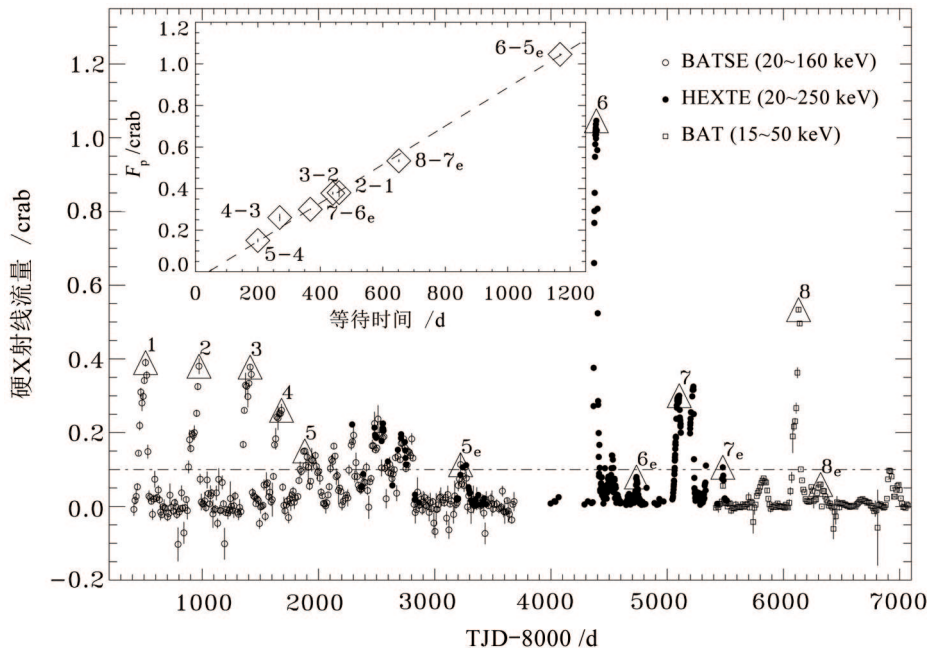 硬X射线流量 /crab
1.2
1.0
0.8
0.6
0.4
0.2
0.0
−0.2
1000
2000
3000
4000
5000
6000
7000
TJD−8000 /d
BATSE (20~160 keV)
HEXTE (20~250 keV)
BAT (15~50 keV)
F_p /crab
1.0
0.8
0.6
0.4
0.2
0.0
0
200
400
600
800
1000
1200
等待时间 /d
6−5e
8−7e
3−2
2−1
7−6e
4−3
5−4
1
2
3
4
5
5e
6
6e
7
7e
8
8e